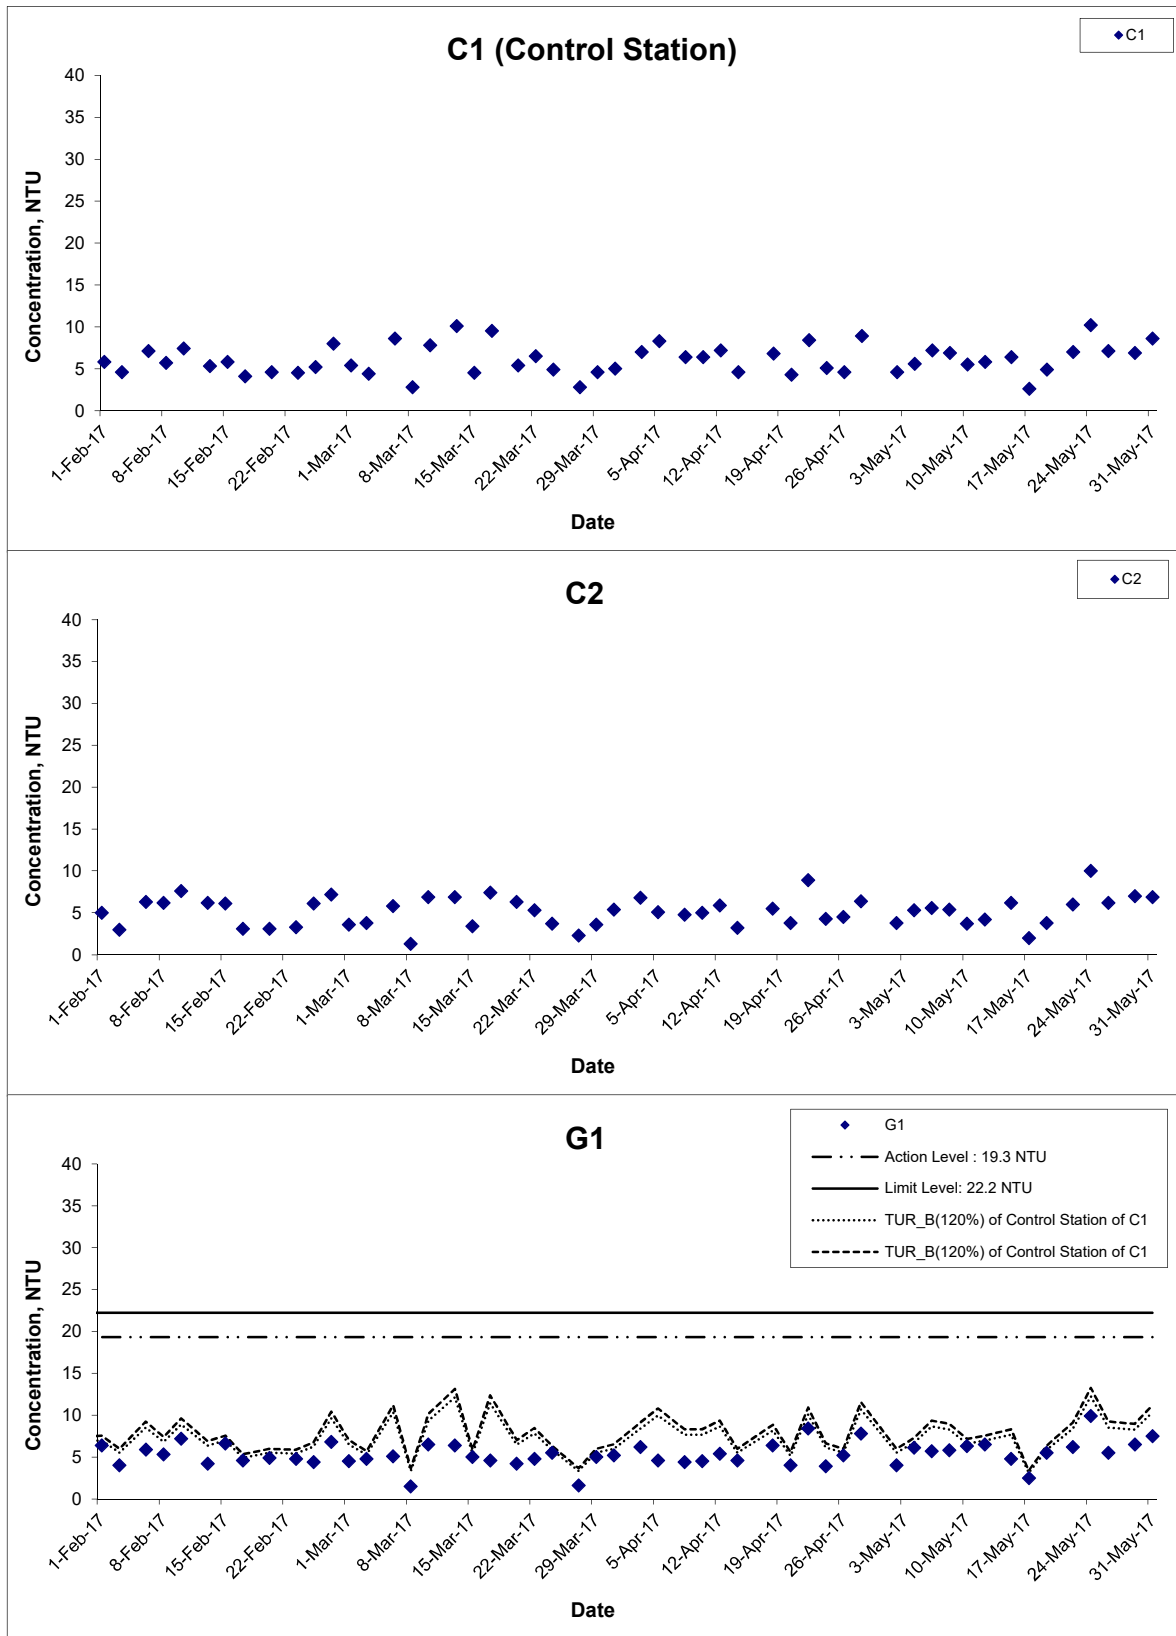 C1 (Control Station)
C1
40
35
30
25
20
15
10
5
0
Concentration, NTU
1-Feb-17
8-Feb-17
15-Feb-17
22-Feb-17
1-Mar-17
8-Mar-17
15-Mar-17
22-Mar-17
29-Mar-17
5-Apr-17
12-Apr-17
19-Apr-17
26-Apr-17
3-May-17
10-May-17
17-May-17
24-May-17
31-May-17
Date
C2
C2
40
35
30
25
20
15
10
5
0
Concentration, NTU
1-Feb-17
8-Feb-17
15-Feb-17
22-Feb-17
1-Mar-17
8-Mar-17
15-Mar-17
22-Mar-17
29-Mar-17
5-Apr-17
12-Apr-17
19-Apr-17
26-Apr-17
3-May-17
10-May-17
17-May-17
24-May-17
31-May-17
Date
G1
G1
Action Level : 19.3 NTU
Limit Level: 22.2 NTU
TUR_B(120%) of Control Station of C1
TUR_B(120%) of Control Station of C1
40
35
30
25
20
15
10
5
0
Concentration, NTU
1-Feb-17
8-Feb-17
15-Feb-17
22-Feb-17
1-Mar-17
8-Mar-17
15-Mar-17
22-Mar-17
29-Mar-17
5-Apr-17
12-Apr-17
19-Apr-17
26-Apr-17
3-May-17
10-May-17
17-May-17
24-May-17
31-May-17
Date